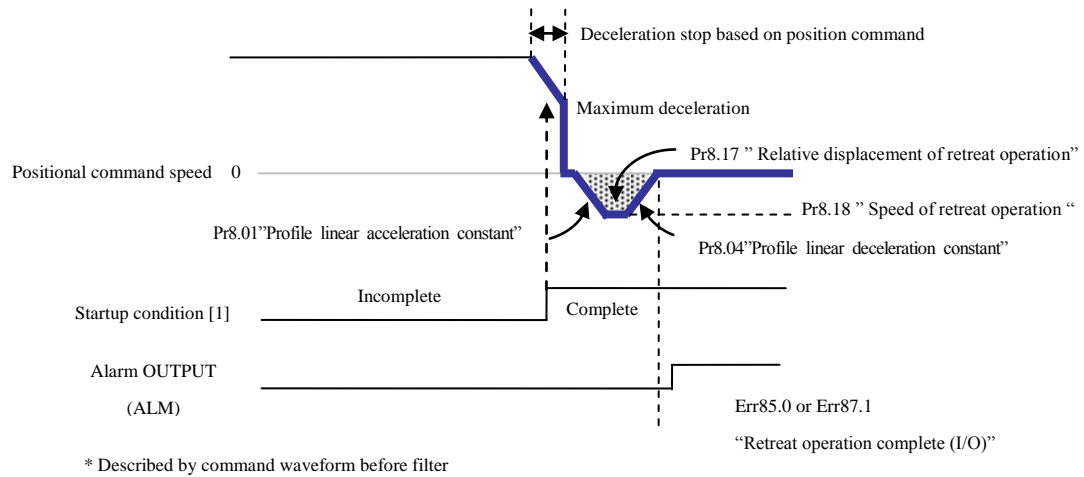 Deceleration stop based on position command
Maximum deceleration
Pr8.17 ” Relative displacement of retreat operation”
Positional command speed 0
Pr8.18 ” Speed of retreat operation “
Pr8.01”Profile linear acceleration constant”
Pr8.04”Profile linear deceleration constant”
Incomplete
Startup condition [1]
Complete
Alarm OUTPUT
(ALM)
Err85.0 or Err87.1
“Retreat operation complete (I/O)”
* Described by command waveform before filter